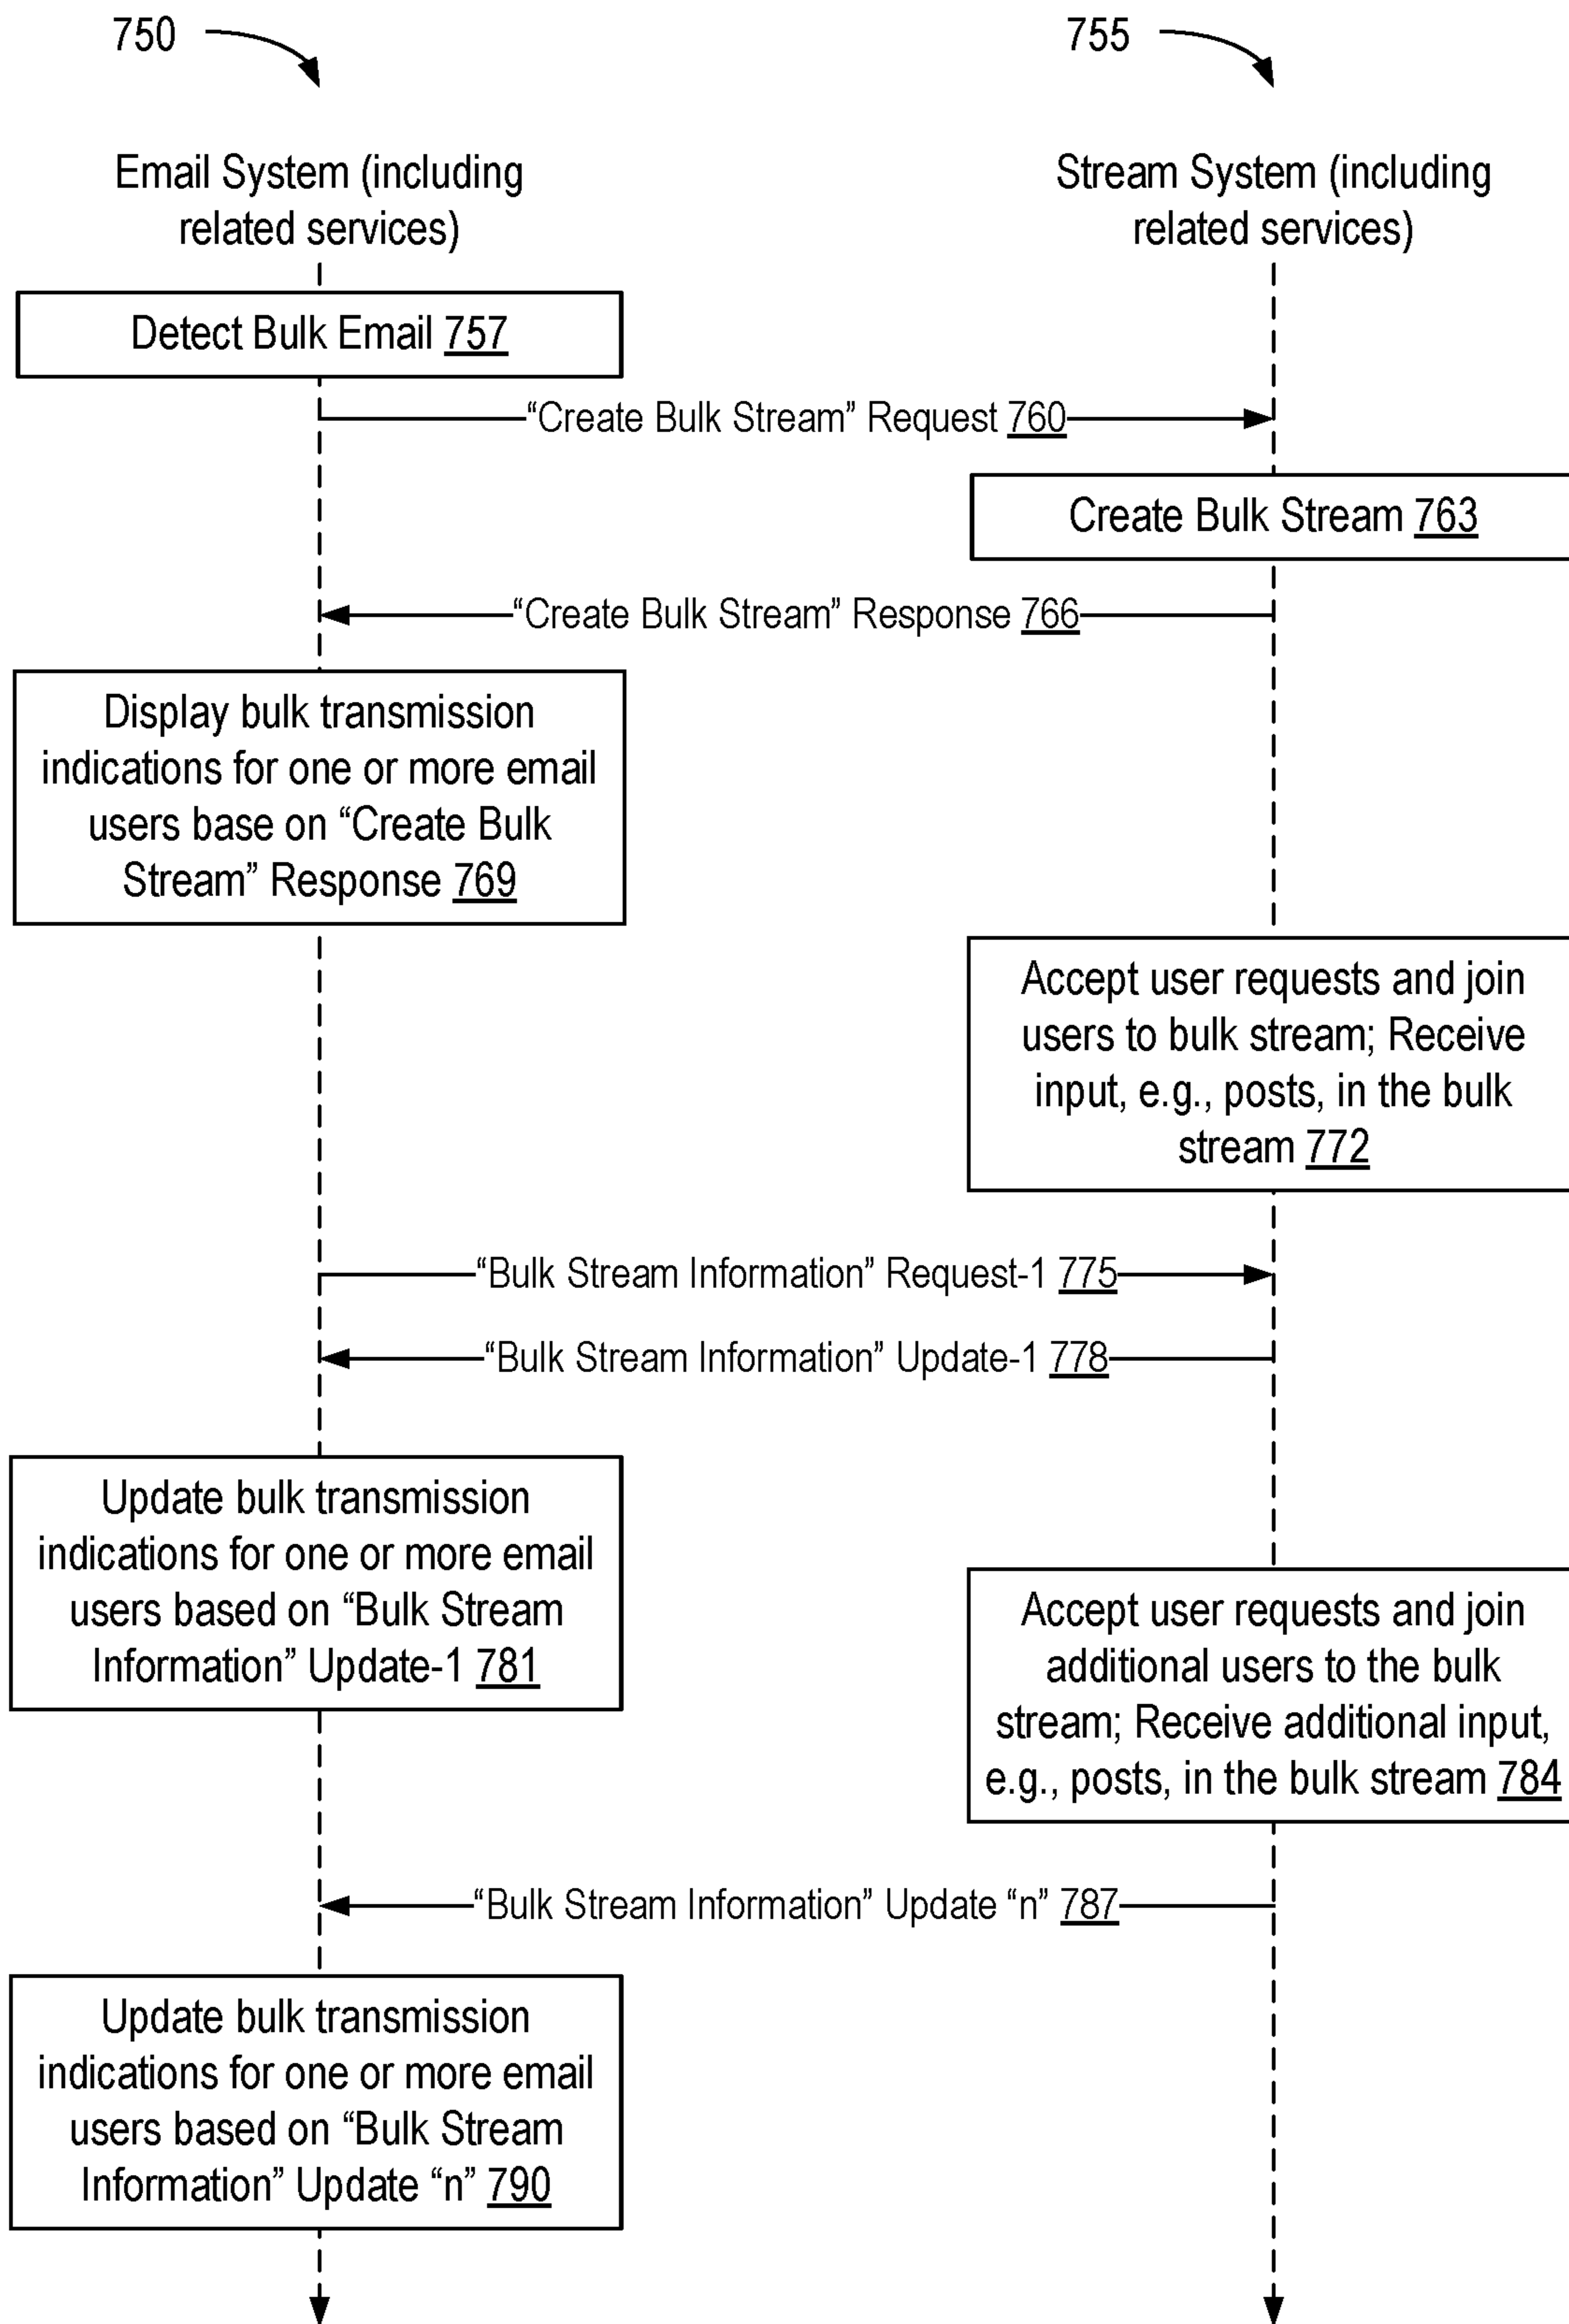 750
755
Email System (including
related services)
Stream System (including
related services)
Detect Bulk Email 757
“Create Bulk Stream” Request 760
Create Bulk Stream 763
“Create Bulk Stream” Response 766
Display bulk transmission
indications for one or more email
users base on “Create Bulk
Stream” Response 769
Accept user requests and join
users to bulk stream; Receive
input, e.g., posts, in the bulk
stream 772
“Bulk Stream Information” Request-1 775
“Bulk Stream Information” Update-1 778
Update bulk transmission
indications for one or more email
users based on “Bulk Stream
Information” Update-1 781
Accept user requests and join
additional users to the bulk
stream; Receive additional input,
e.g., posts, in the bulk stream 784
“Bulk Stream Information” Update “n” 787
Update bulk transmission
indications for one or more email
users based on “Bulk Stream
Information” Update “n” 790